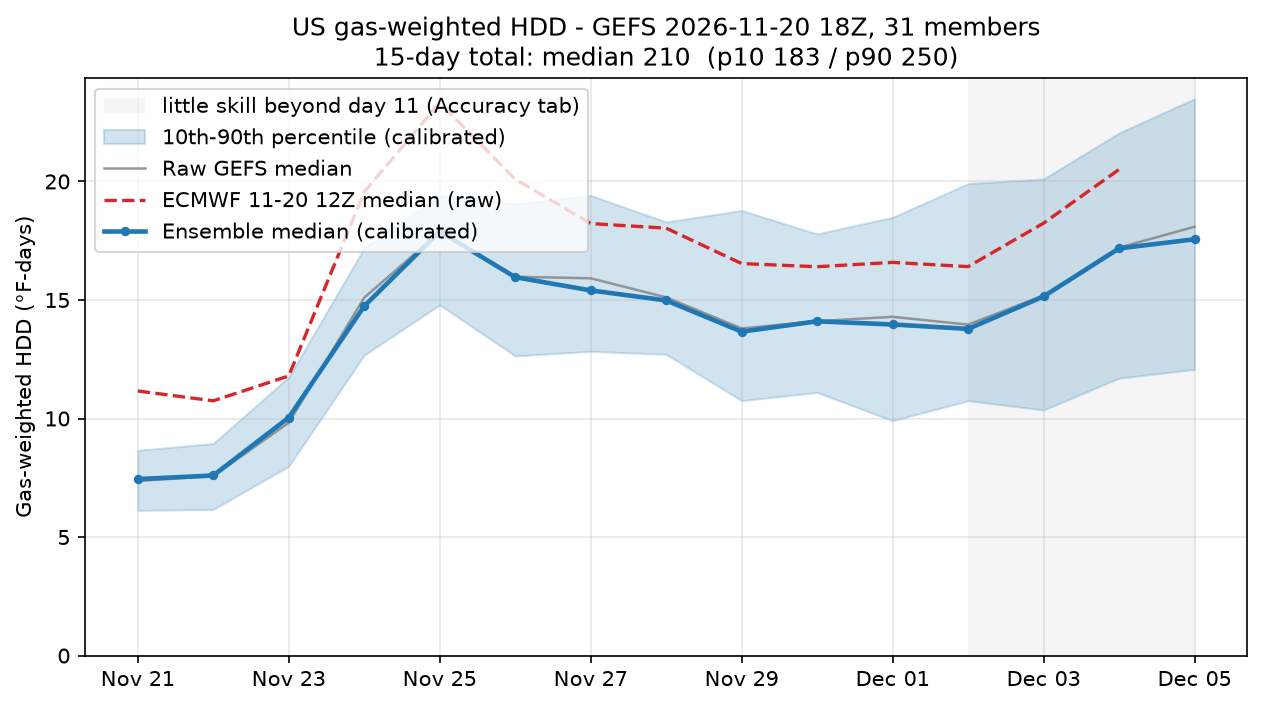 US gas-weighted HDD - GEFS 2026-11-20 18Z, 31 members
15-day total: median 210  (p10 183 / p90 250)
little skill beyond day 11 (Accuracy tab)
10th-90th percentile (calibrated)
Raw GEFS median
ECMWF 11-20 12Z median (raw)
Ensemble median (calibrated)
Gas-weighted HDD (°F-days)
20
15
10
5
0
Nov 21
Nov 23
Nov 25
Nov 27
Nov 29
Dec 01
Dec 03
Dec 05